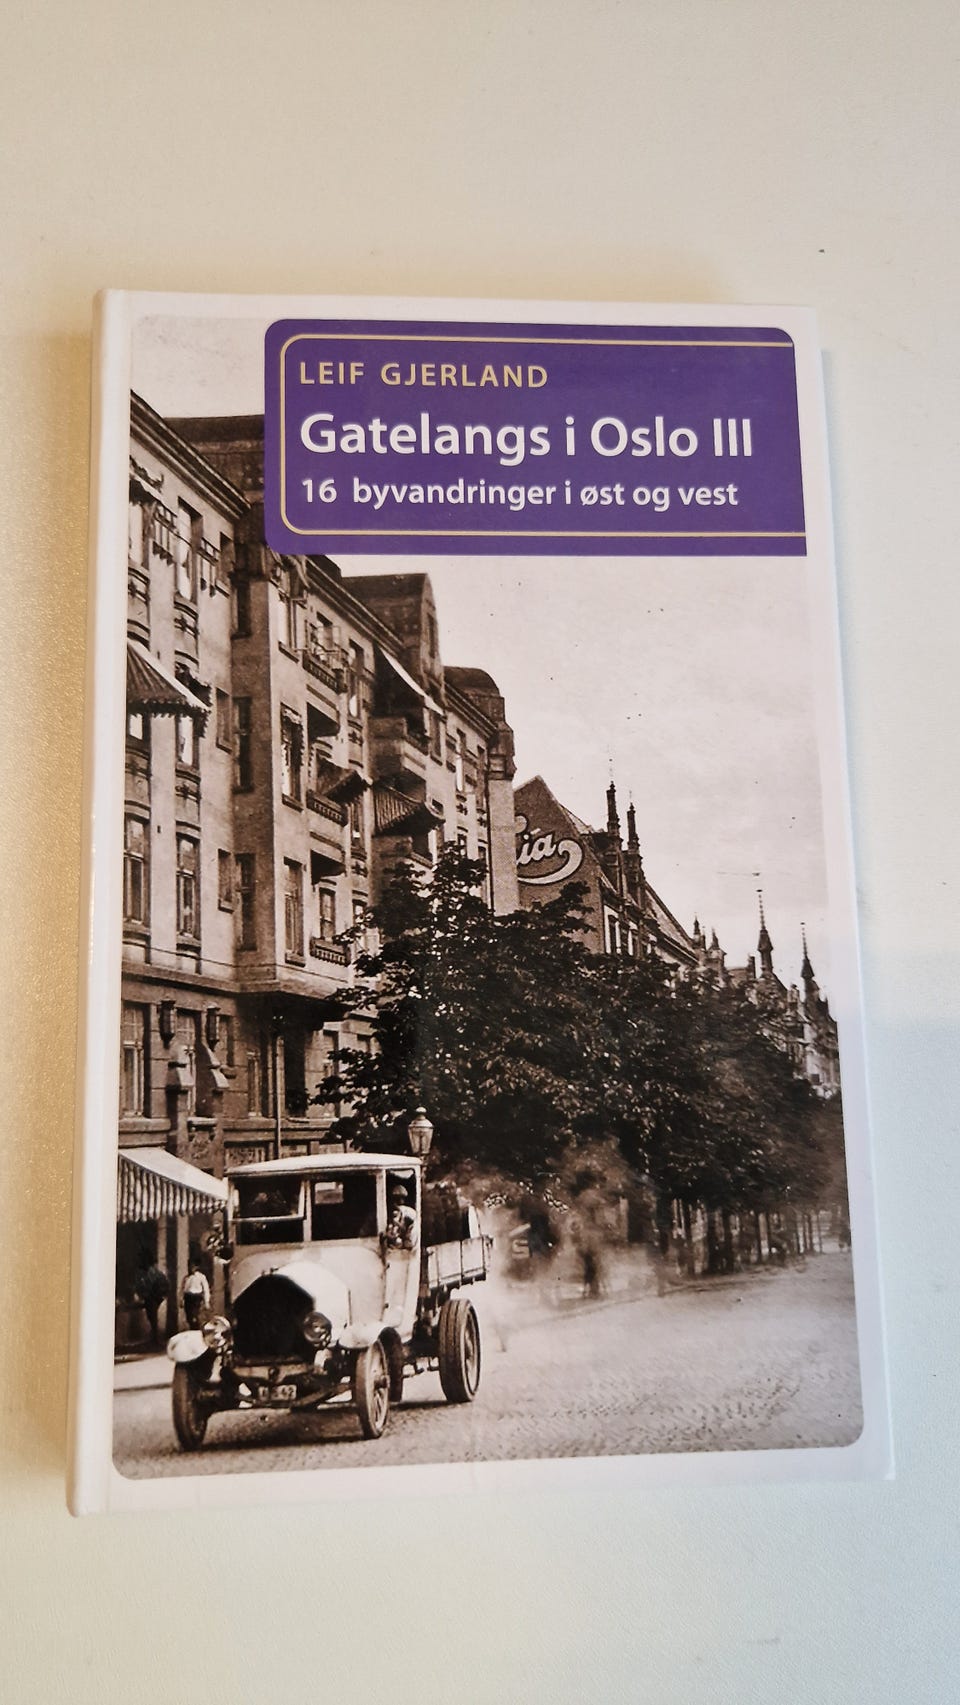 LEIF GJERLAND
Gatelangs i Oslo III
16 byvandringer i øst og vest